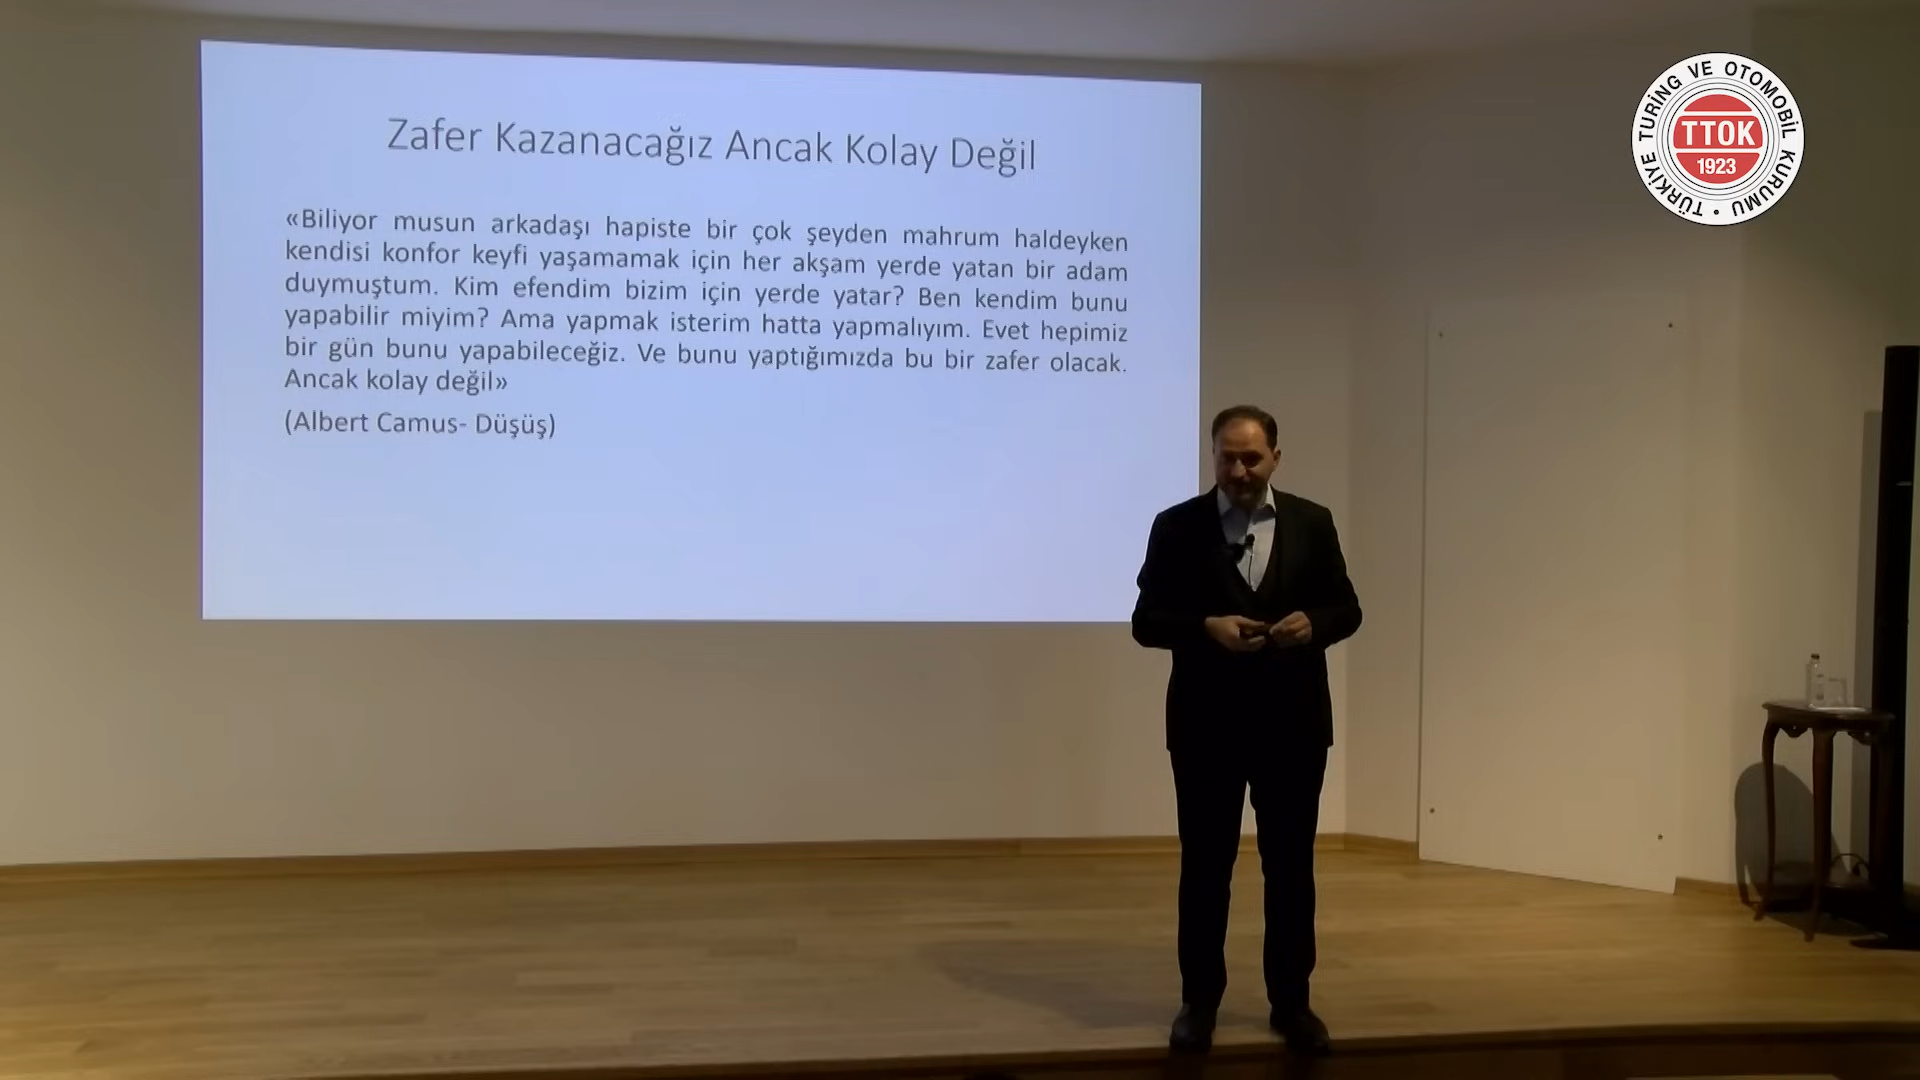 Zafer Kazanacağız Ancak Kolay Değil
«Biliyor musun arkadaşı hapiste bir çok şeyden mahrum haldeyken
kendisi konfor keyfi yaşamamak için her akşam yerde yatan bir adam
duymuştum. Kim efendim bizim için yerde yatar? Ben kendim bunu
yapabilir miyim? Ama yapmak isterim hatta yapmalıyım. Evet hepimiz
bir gün bunu yapabileceğiz. Ve bunu yaptığımızda bu bir zafer olacak.
Ancak kolay değil»
(Albert Camus- Düşüş)
TÜRKİYE TURİNG VE OTOMOBİL KURUMU
TTOK
1923